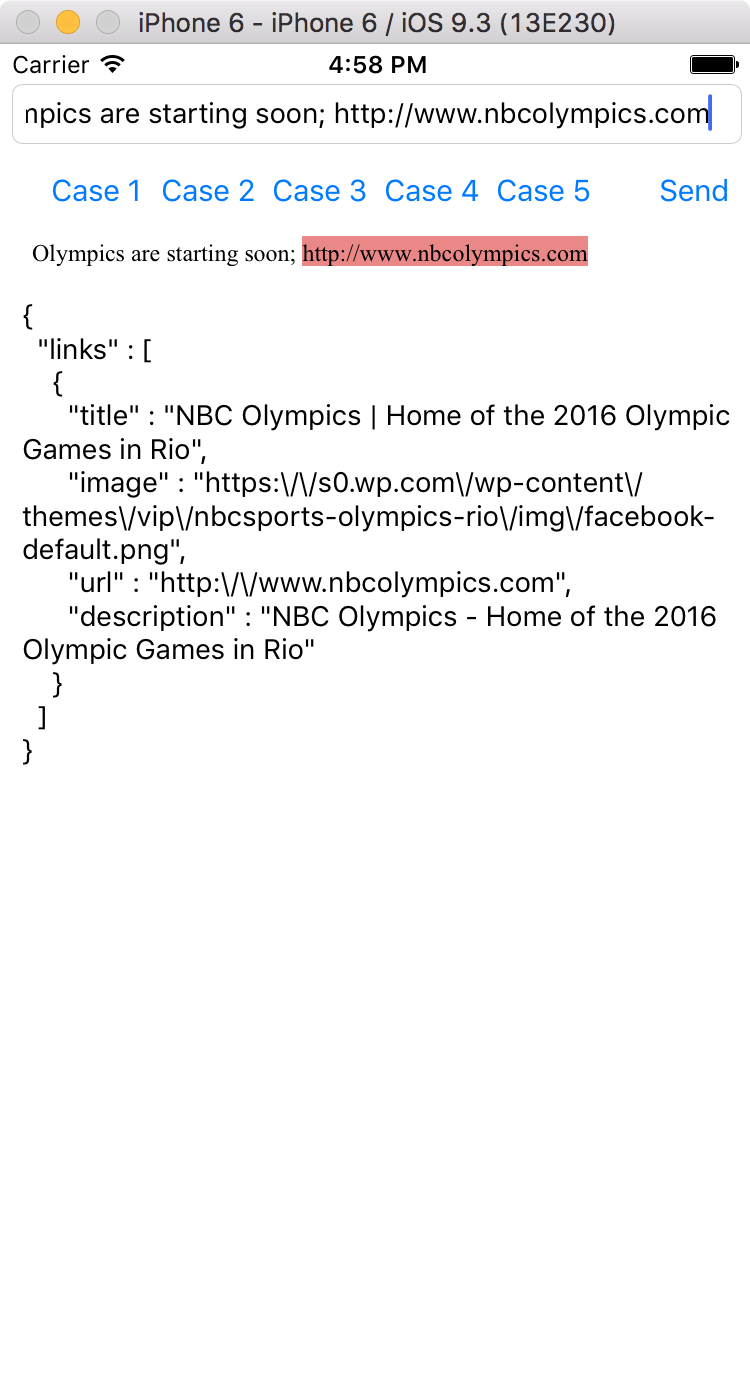 iPhone 6 - iPhone 6 / iOS 9.3 (13E230)
Carrier 4:58 PM
mpics are starting soon; http://www.nbcolympics.com
Case 1 Case 2 Case 3 Case 4 Case 5 Send
Olympics are starting soon; http://www.nbcolympics.com
{
"links" : [
{
"title" : "NBC Olympics | Home of the 2016 Olympic
Games in Rio",
"image" : "https:\/\/s0.wp.com\/wp-content\/
themes\/vip\/nbcsports-olympics-rio\/img\/facebook-
default.png",
"url" : "http:\/\/www.nbcolympics.com",
"description" : "NBC Olympics - Home of the 2016
Olympic Games in Rio"
}
]
}